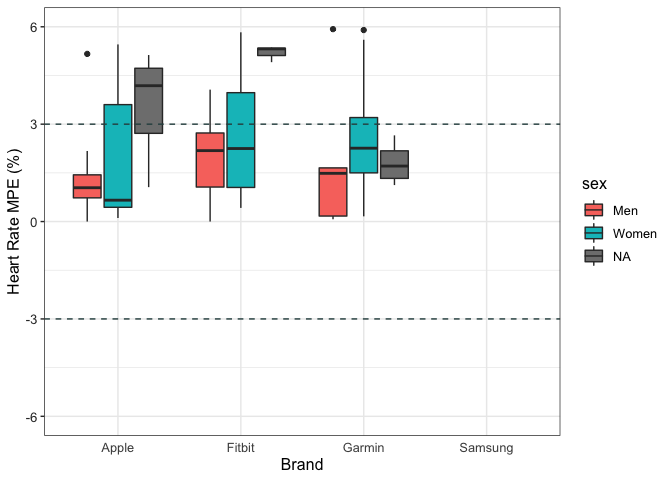 Heart Rate MPE (%)
6
3
0
-3
-6
Apple
Fitbit
Garmin
Samsung
Brand
sex
Men
Women
NA